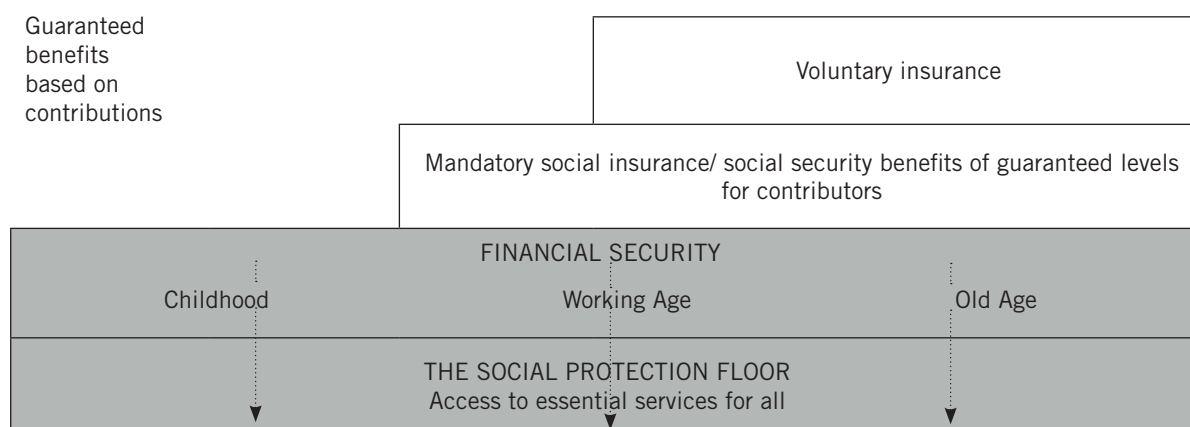 Guaranteed
benefits
based on
contributions
Voluntary insurance
Mandatory social insurance/ social security benefits of guaranteed levels
for contributors
FINANCIAL SECURITY
Childhood
Working Age
Old Age
THE SOCIAL PROTECTION FLOOR
Access to essential services for all